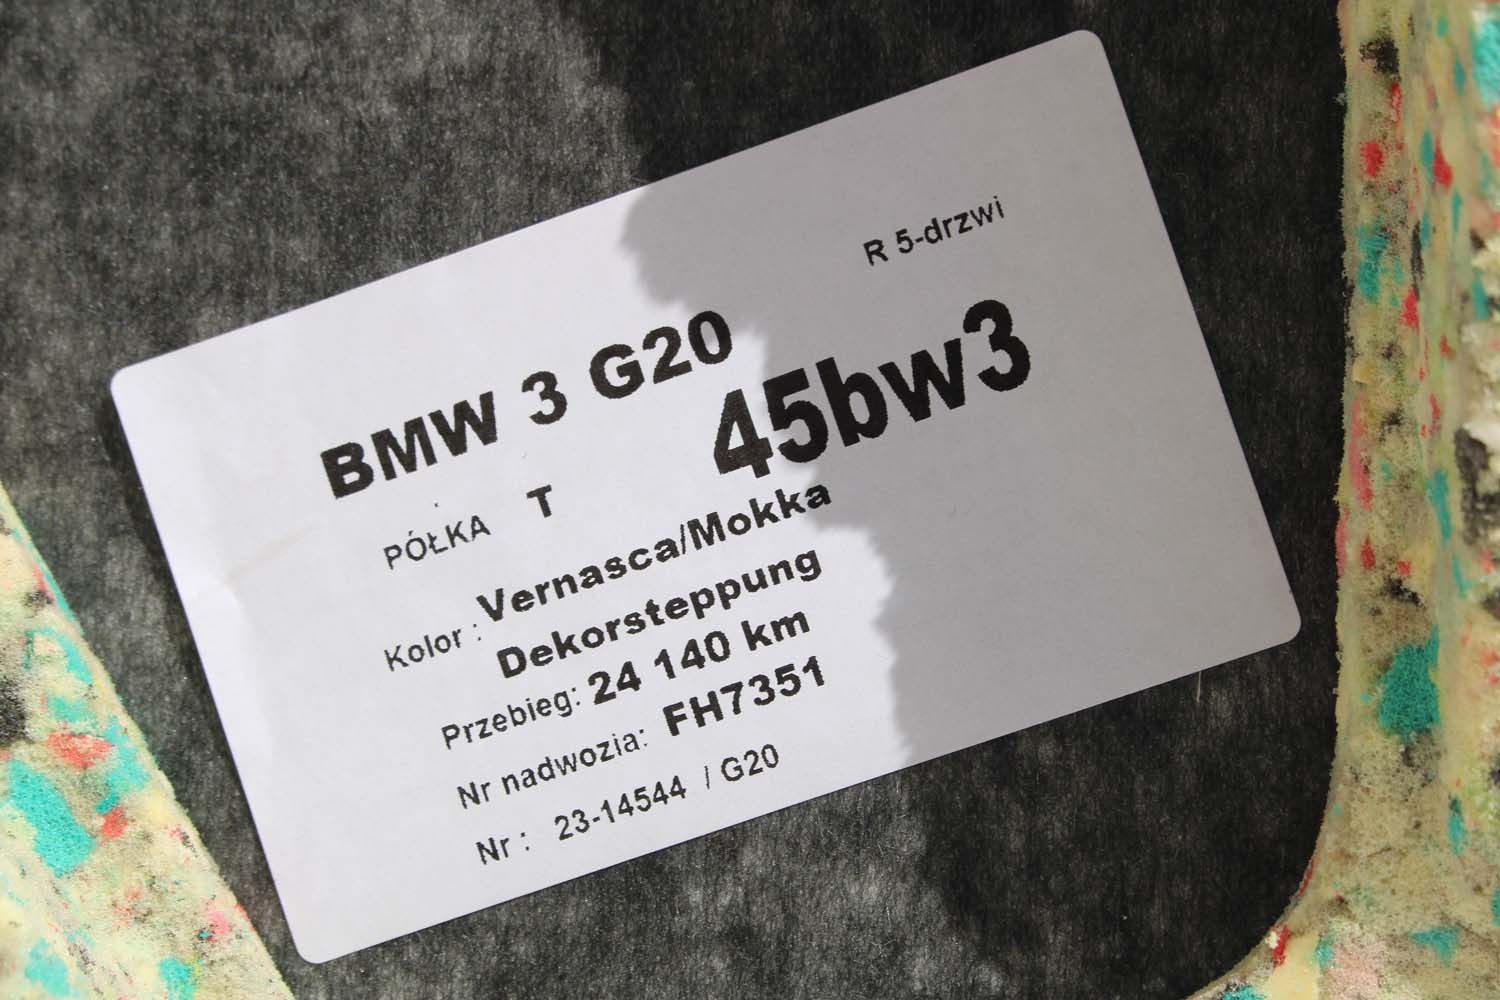 R 5-drzwi
BMW 3 G20
45bw3
PÓŁKA T
Kolor : Vernasca/Mokka
Dekorsteppung
Przebieg: 24 140 km
Nr nadwozia: FH7351
Nr : 23-14544 / G20